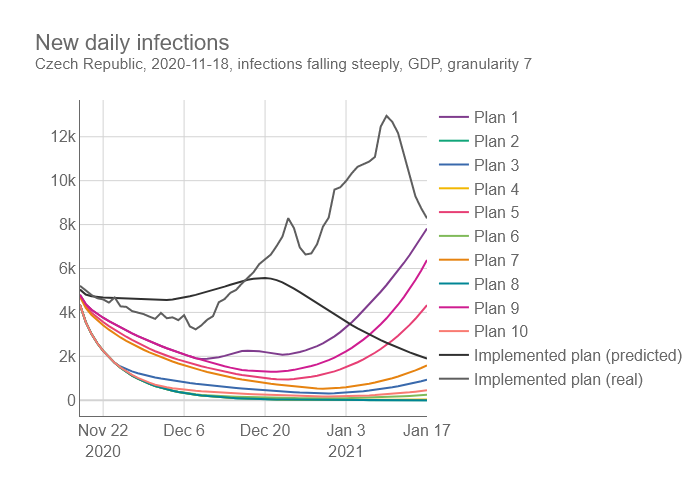 New daily infections
Czech Republic, 2020-11-18, infections falling steeply, GDP, granularity 7
12k
10k
8k
6k
4k
2k
0
Nov 22
2020
Dec 6
Dec 20
Jan 3
2021
Jan 17
Plan 1
Plan 2
Plan 3
Plan 4
Plan 5
Plan 6
Plan 7
Plan 8
Plan 9
Plan 10
Implemented plan (predicted)
Implemented plan (real)